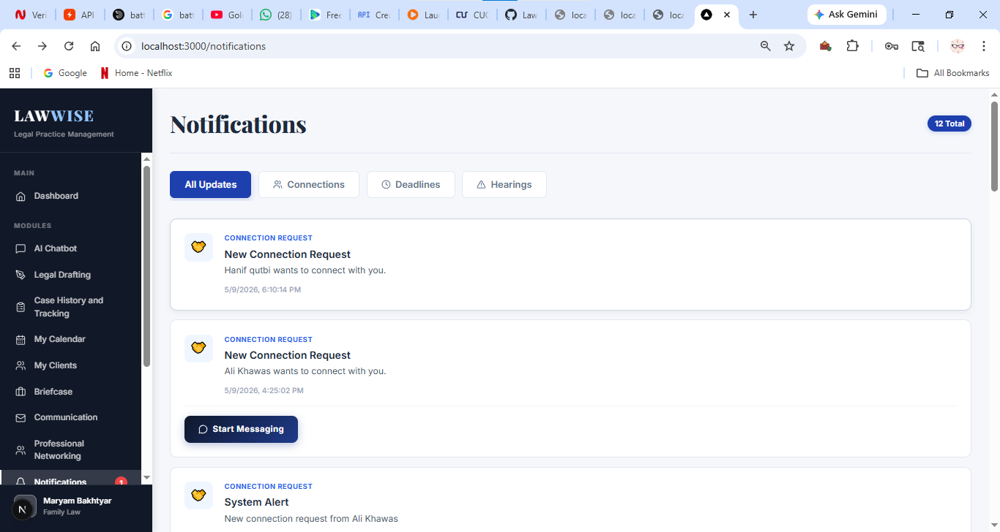 Veri
API
bat
bat
Gol
(28)
Free
API Cre
Lau
CU CUC
Law
loca
loca
loca
Ask Gemini
localhost:3000/notifications
Google
Home - Netflix
All Bookmarks
LAWWISE
Legal Practice Management
MAIN
Dashboard
MODULES
AI Chatbot
Legal Drafting
Case History and
Tracking
My Calendar
My Clients
Briefcase
Communication
Professional
Networking
Notifications
1
N
Maryam Bakhtyar
Family Law
Notifications
12 Total
All Updates
Connections
Deadlines
Hearings
CONNECTION REQUEST
New Connection Request
Hanif qutbi wants to connect with you.
5/9/2026, 6:10:14 PM
CONNECTION REQUEST
New Connection Request
Ali Khawas wants to connect with you.
5/9/2026, 4:25:02 PM
Start Messaging
CONNECTION REQUEST
System Alert
New connection request from Ali Khawas